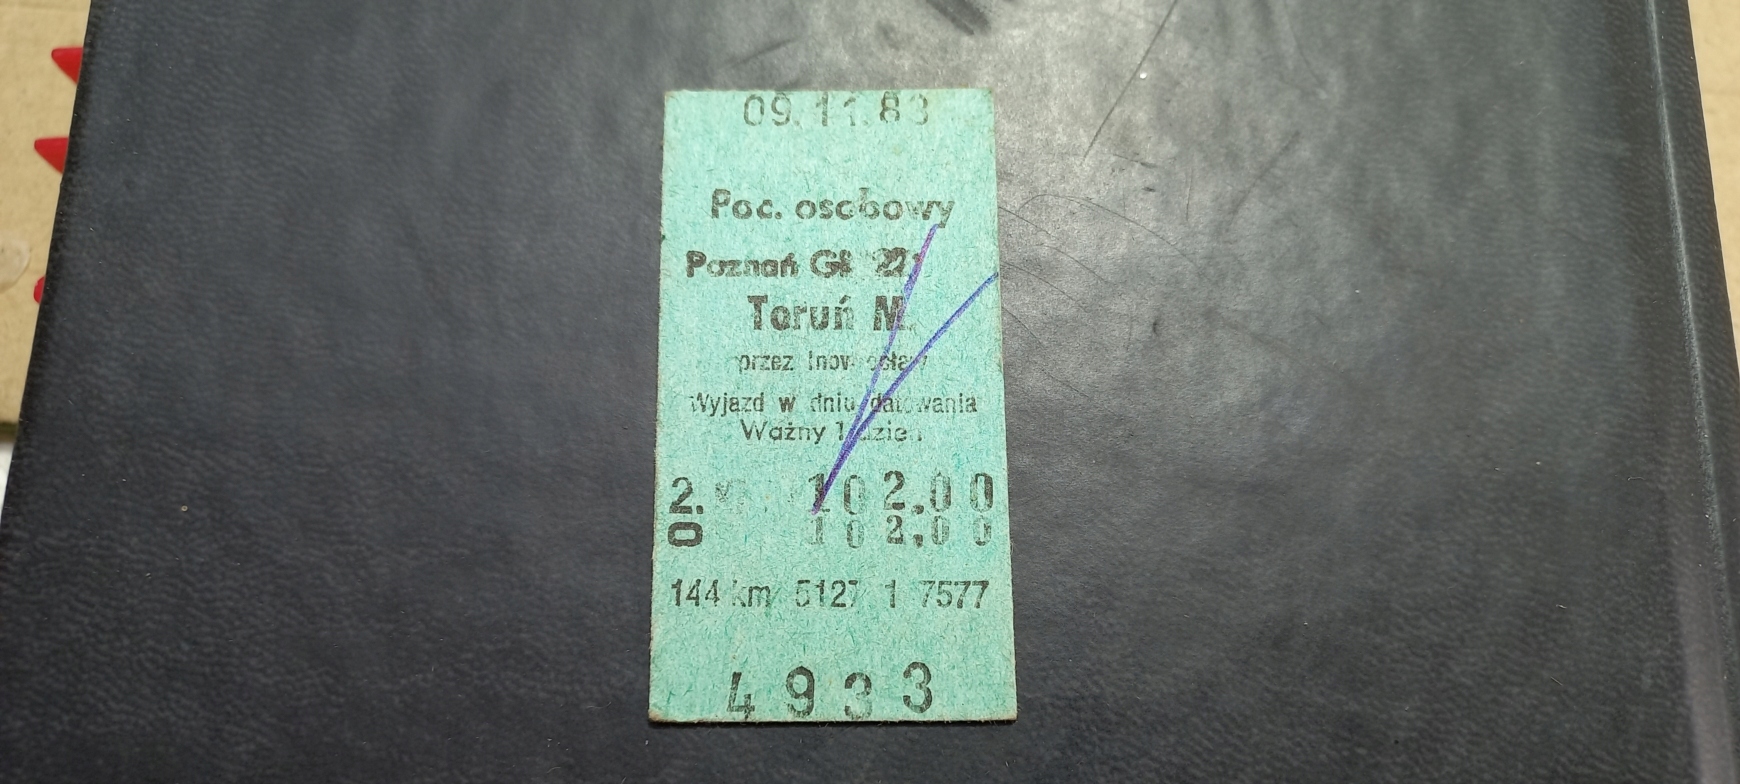 09.11.83
Poc. osobowy
Poznań Gł
Toruń M.
przez Inowrocław
Wyjazd w dniu datowania
Ważny 1 dzień
2. 102.00
0 102,00
144 km 5127 1 7577
4933